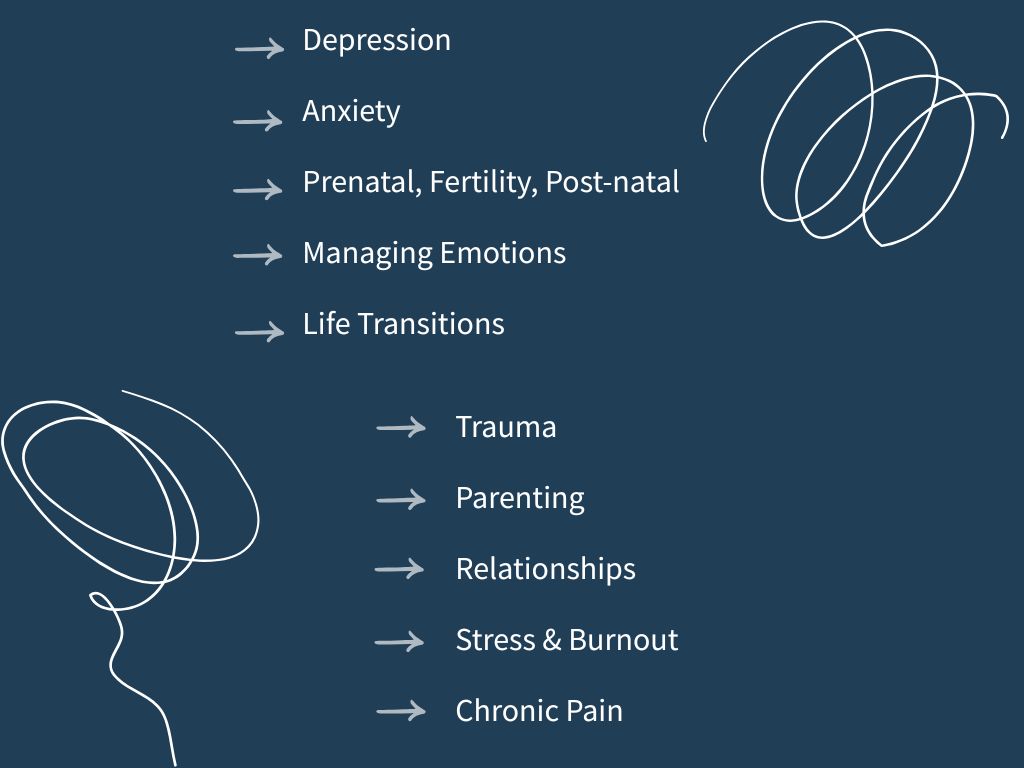 Depression
Anxiety
Prenatal, Fertility, Post-natal
Managing Emotions
Life Transitions
Trauma
Parenting
Relationships
Stress & Burnout
Chronic Pain